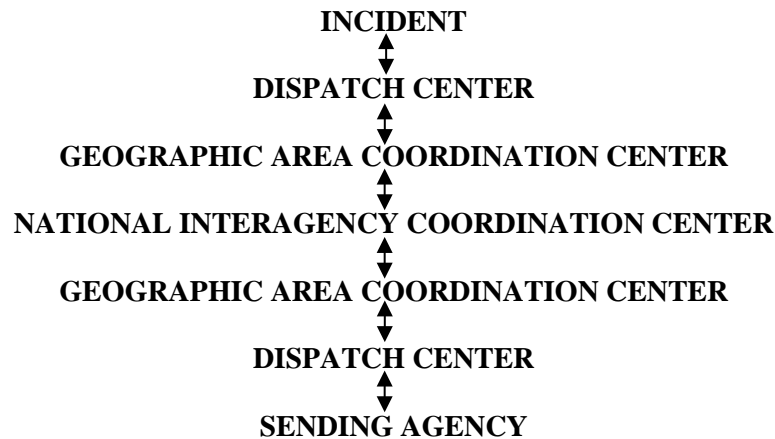 INCIDENT
DISPATCH CENTER
GEOGRAPHIC AREA COORDINATION CENTER
NATIONAL INTERAGENCY COORDINATION CENTER
GEOGRAPHIC AREA COORDINATION CENTER
DISPATCH CENTER
SENDING AGENCY